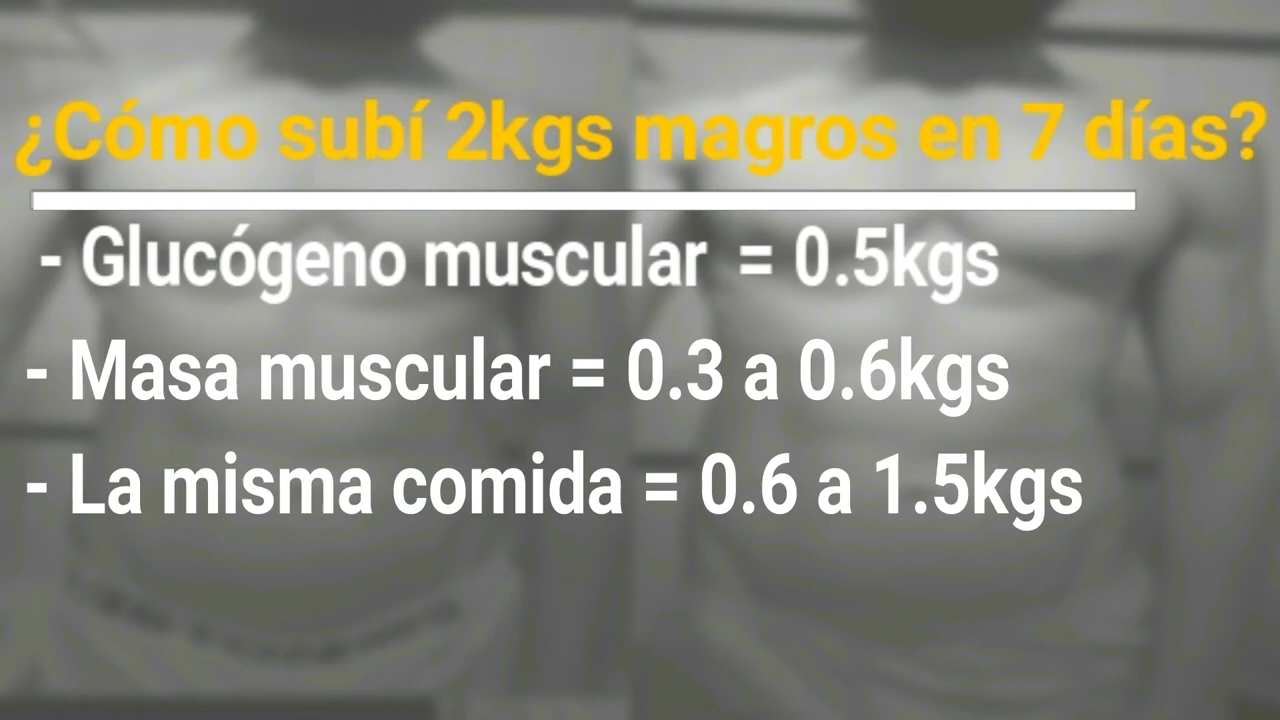 ¿Cómo subí 2kgs magros en 7 días?
- Glucógeno muscular = 0.5kgs
- Masa muscular = 0.3 a 0.6kgs
- La misma comida = 0.6 a 1.5kgs